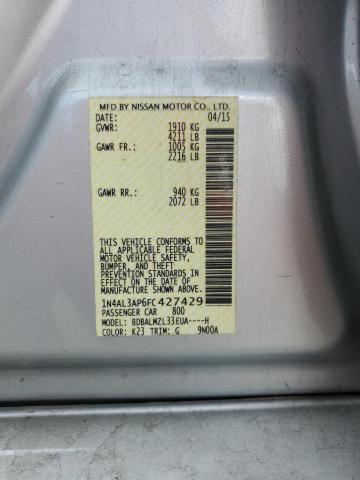 MFD BY NISSAN MOTOR CO., LTD.
DATE: 04/15
GVWR: 1910 KG
4211 LB
GAWR FR.: 1005 KG
2216 LB
GAWR RR.: 940 KG
2072 LB
THIS VEHICLE CONFORMS TO
ALL APPLICABLE FEDERAL
MOTOR VEHICLE SAFETY,
BUMPER, AND THEFT
PREVENTION STANDARDS IN
EFFECT ON THE DATE OF
MANUFACTURE SHOWN ABOVE.
1N4AL3AP6FC427429
PASSENGER CAR 800
MODEL: BDBALMZL33EUA----H
COLOR: K23 TRIM: G 9N00A